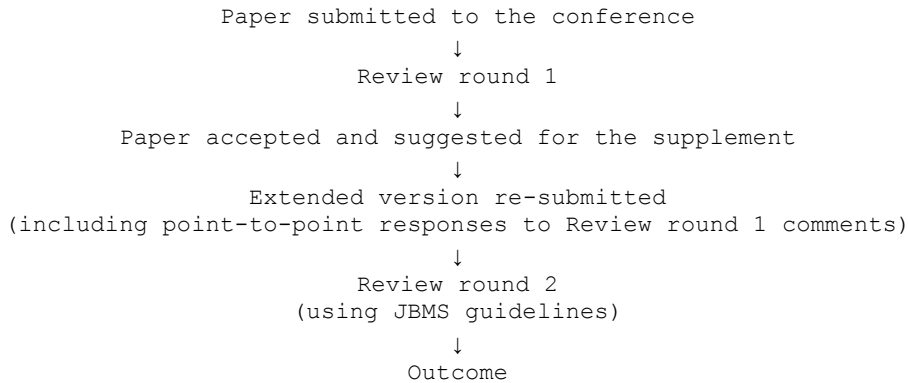 Paper submitted to the conference
↓
Review round 1
↓
Paper accepted and suggested for the supplement
↓
Extended version re-submitted
(including point-to-point responses to Review round 1 comments)
↓
Review round 2
(using JBMS guidelines)
↓
Outcome